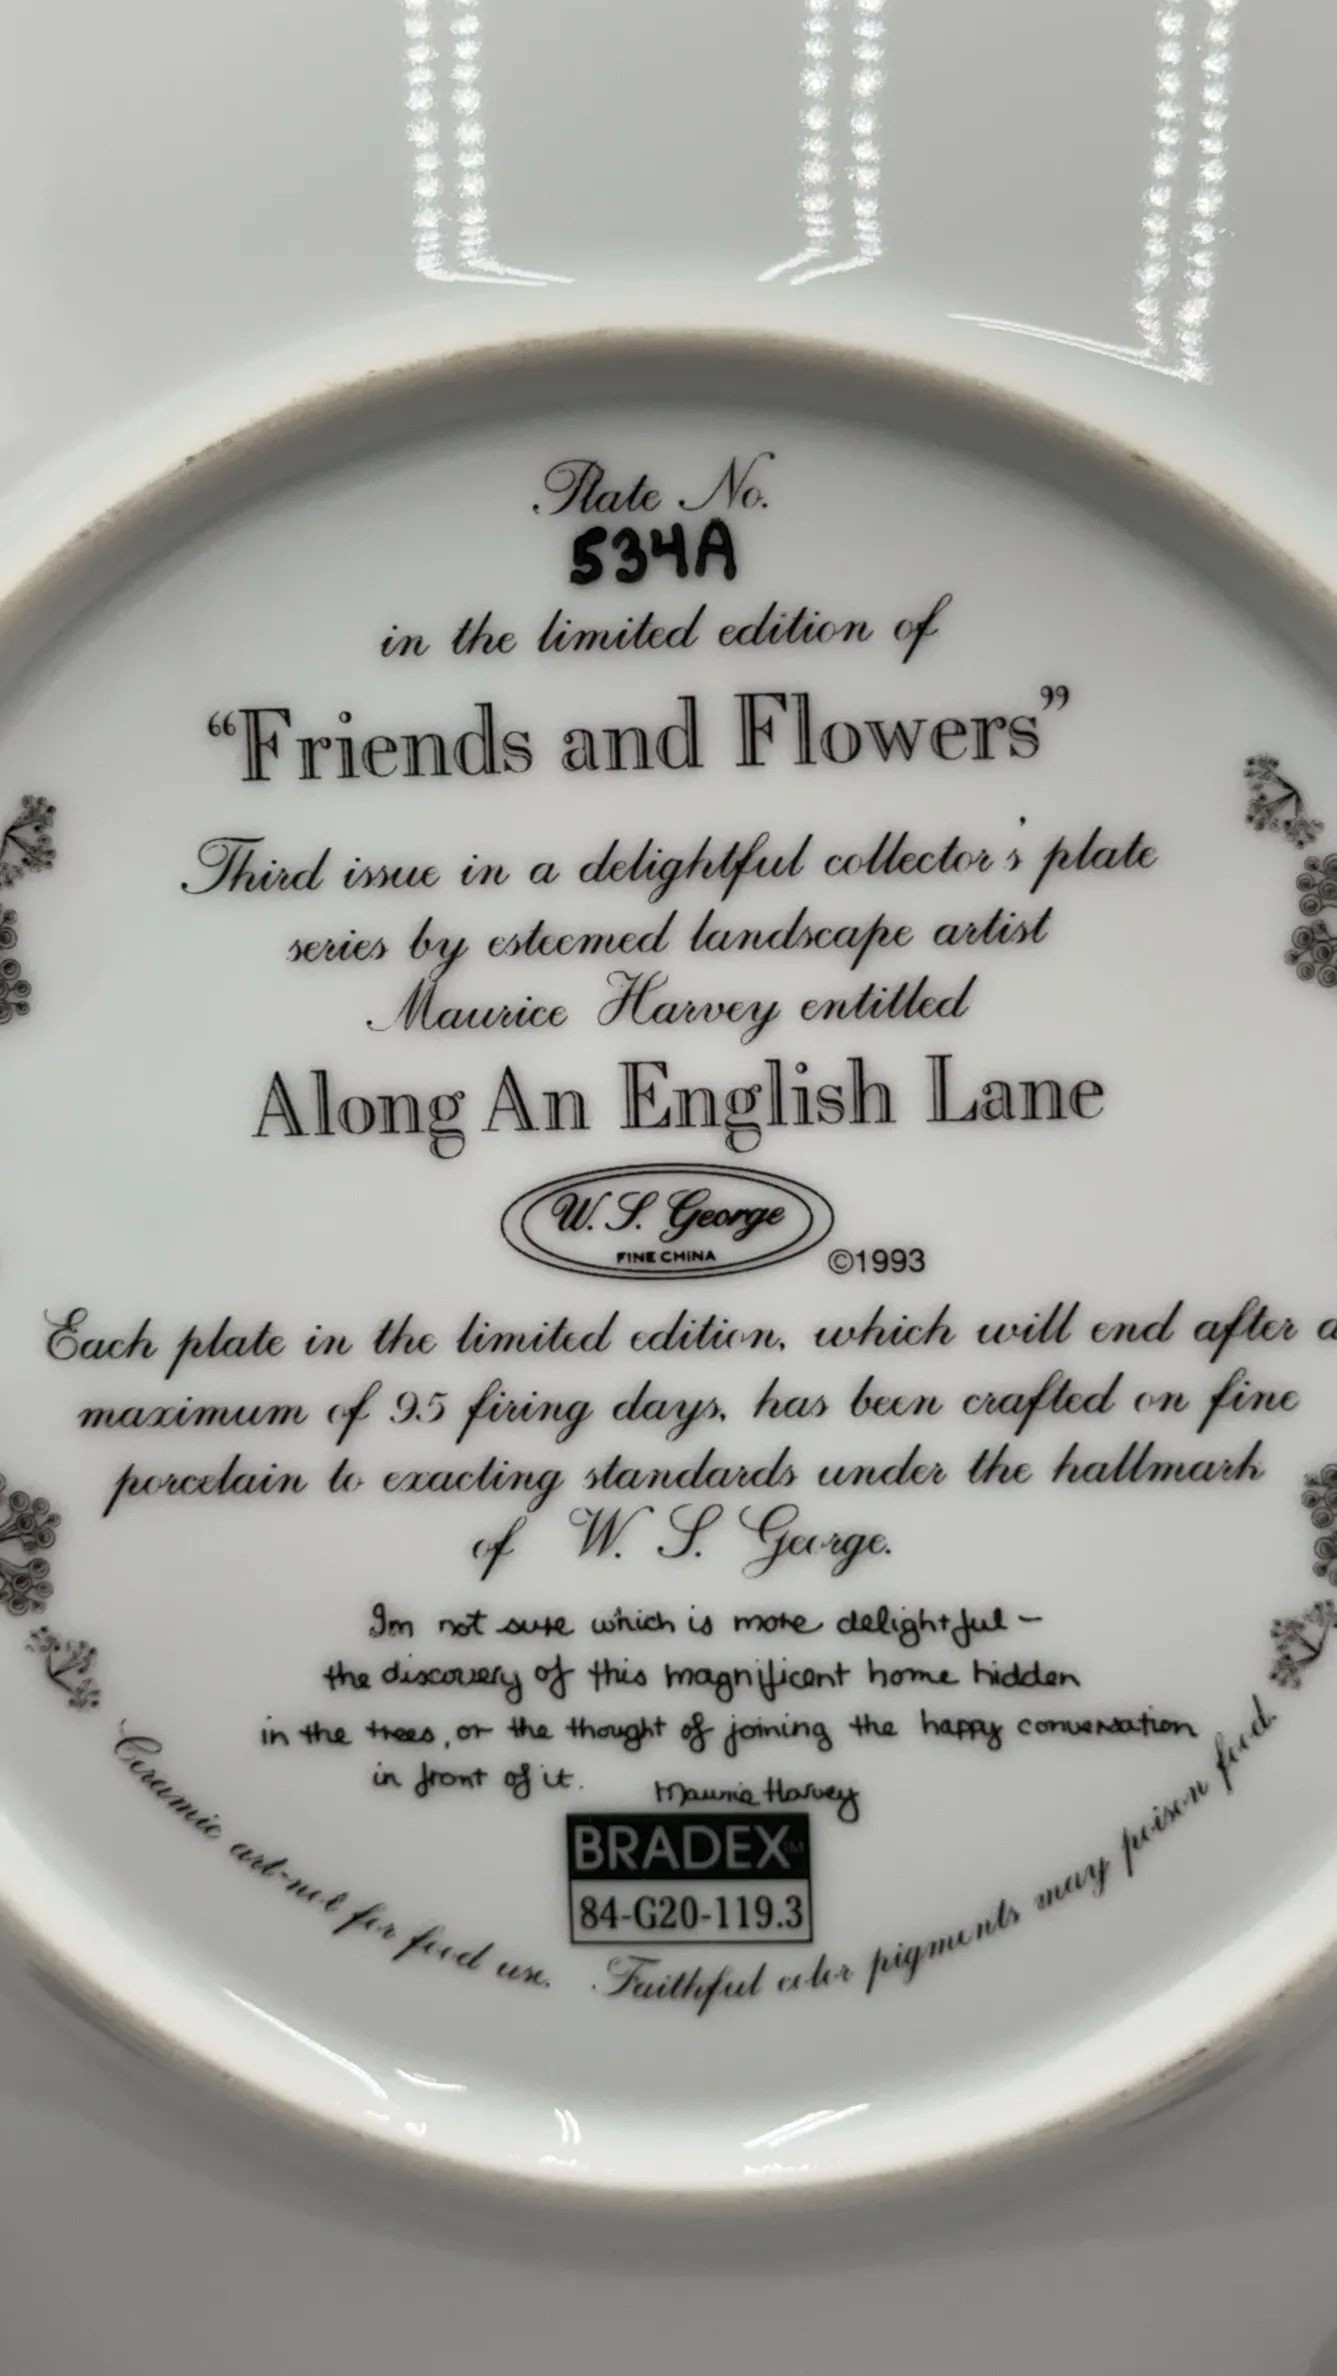 Plate No.
534A
in the limited edition of
“Friends and Flowers”
Third issue in a delightful collector's plate
series by esteemed landscape artist
Maurice Harvey entitled
Along An English Lane
W. S. George
FINE CHINA
©1993
Each plate in the limited edition, which will end after a
maximum of 95 firing days, has been crafted on fine
porcelain to exacting standards under the hallmark
of W. S. George.
Im not sure which is more delightful –
the discovery of this magnificent home hidden
in the trees, or the thought of joining the happy conversation
in front of it.
Maurice Harvey
BRADEX™
84-G20-119.3
Ceramic art-not for food use. Faithful color pigments may poison food.